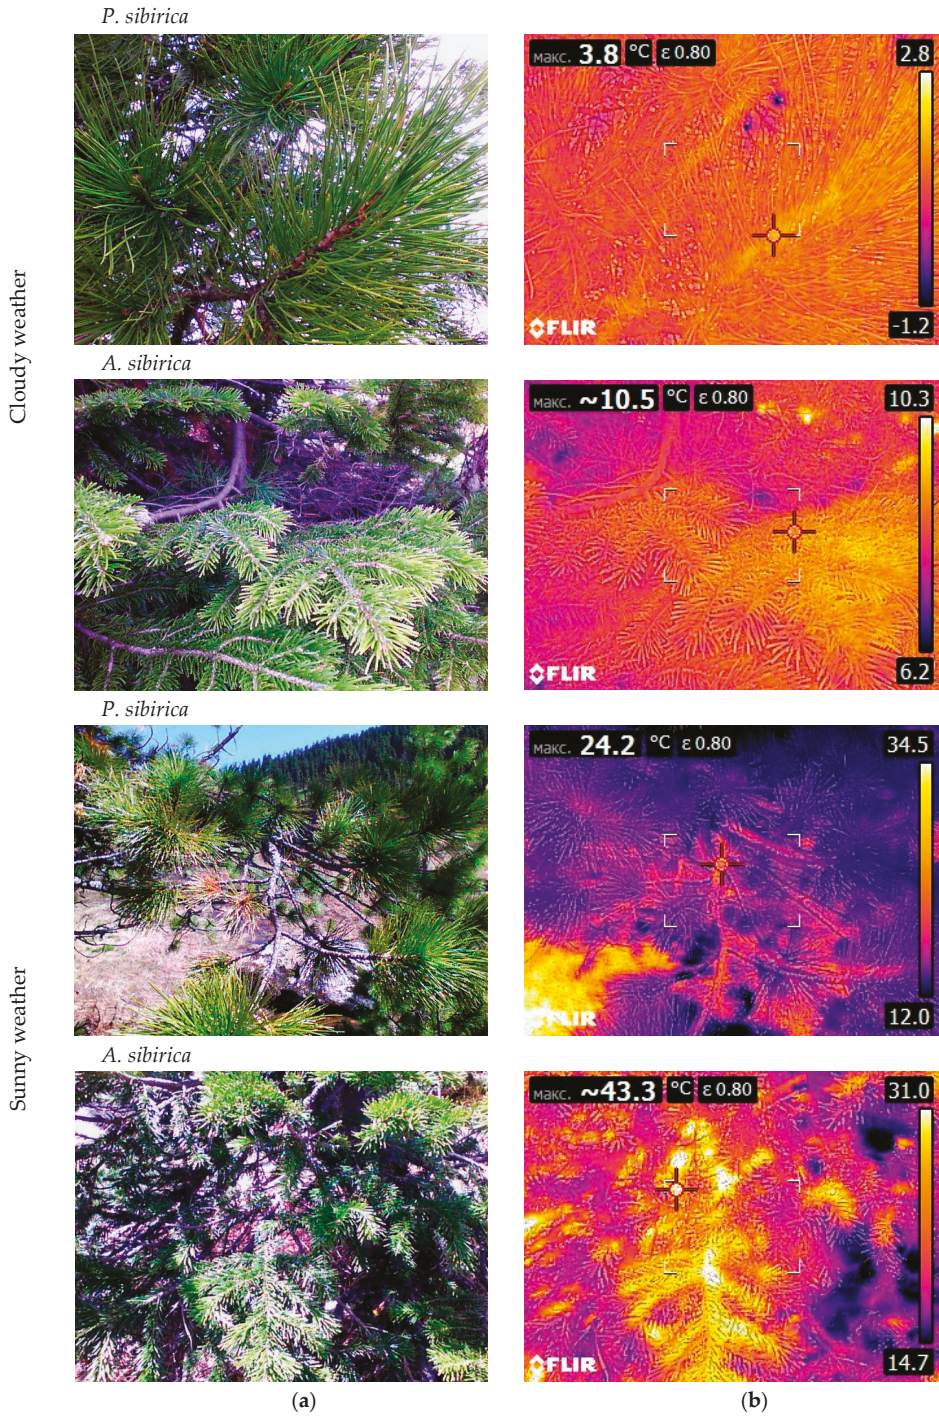 P. sibirica
Cloudy weather
макс. 3.8 °C ε 0.80
2.8
-1.2
FLIR
A. sibirica
макс. ~10.5 °C ε 0.80
10.3
6.2
FLIR
P. sibirica
Sunny weather
макс. 24.2 °C ε 0.80
34.5
12.0
FLIR
A. sibirica
макс. ~43.3 °C ε 0.80
31.0
14.7
FLIR
(a)
(b)